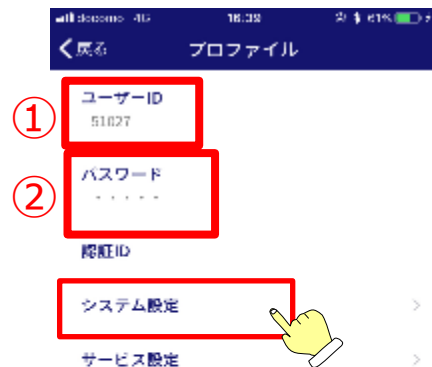 docomo 4G 16:39 61%
戻る プロファイル
① ユーザーID
51027
② パスワード
・・・・・
認証ID
システム設定
サービス設定